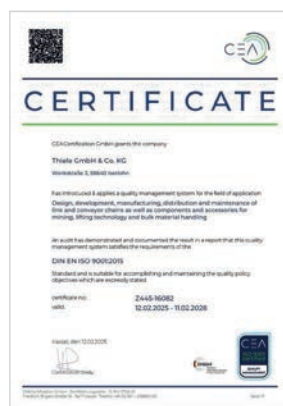 CEA
CERTIFICATE
CEA Certification GmbH grants the company
Thiele GmbH & Co. KG
Werkstraße 3, 58640 Iserlohn
has introduced & applies a quality management system for the field of application
Design, development, manufacturing, distribution and maintenance of
link and conveyor chains as well as components and accessories for
mining, lifting technology and bulk material handling
An audit has demonstrated and documented the result in a report that this quality
management system satisfies the requirements of the
DIN EN ISO 9001:2015
Standard and is suitable for accomplishing and maintaining the quality policy
objectives which are expressly stated
certificate no. Z445-16082
valid: 12.02.2025 - 11.02.2028
Kassel, den 12.02.2025
Certification Body
CEA
QUALITY
MANAGEMENT